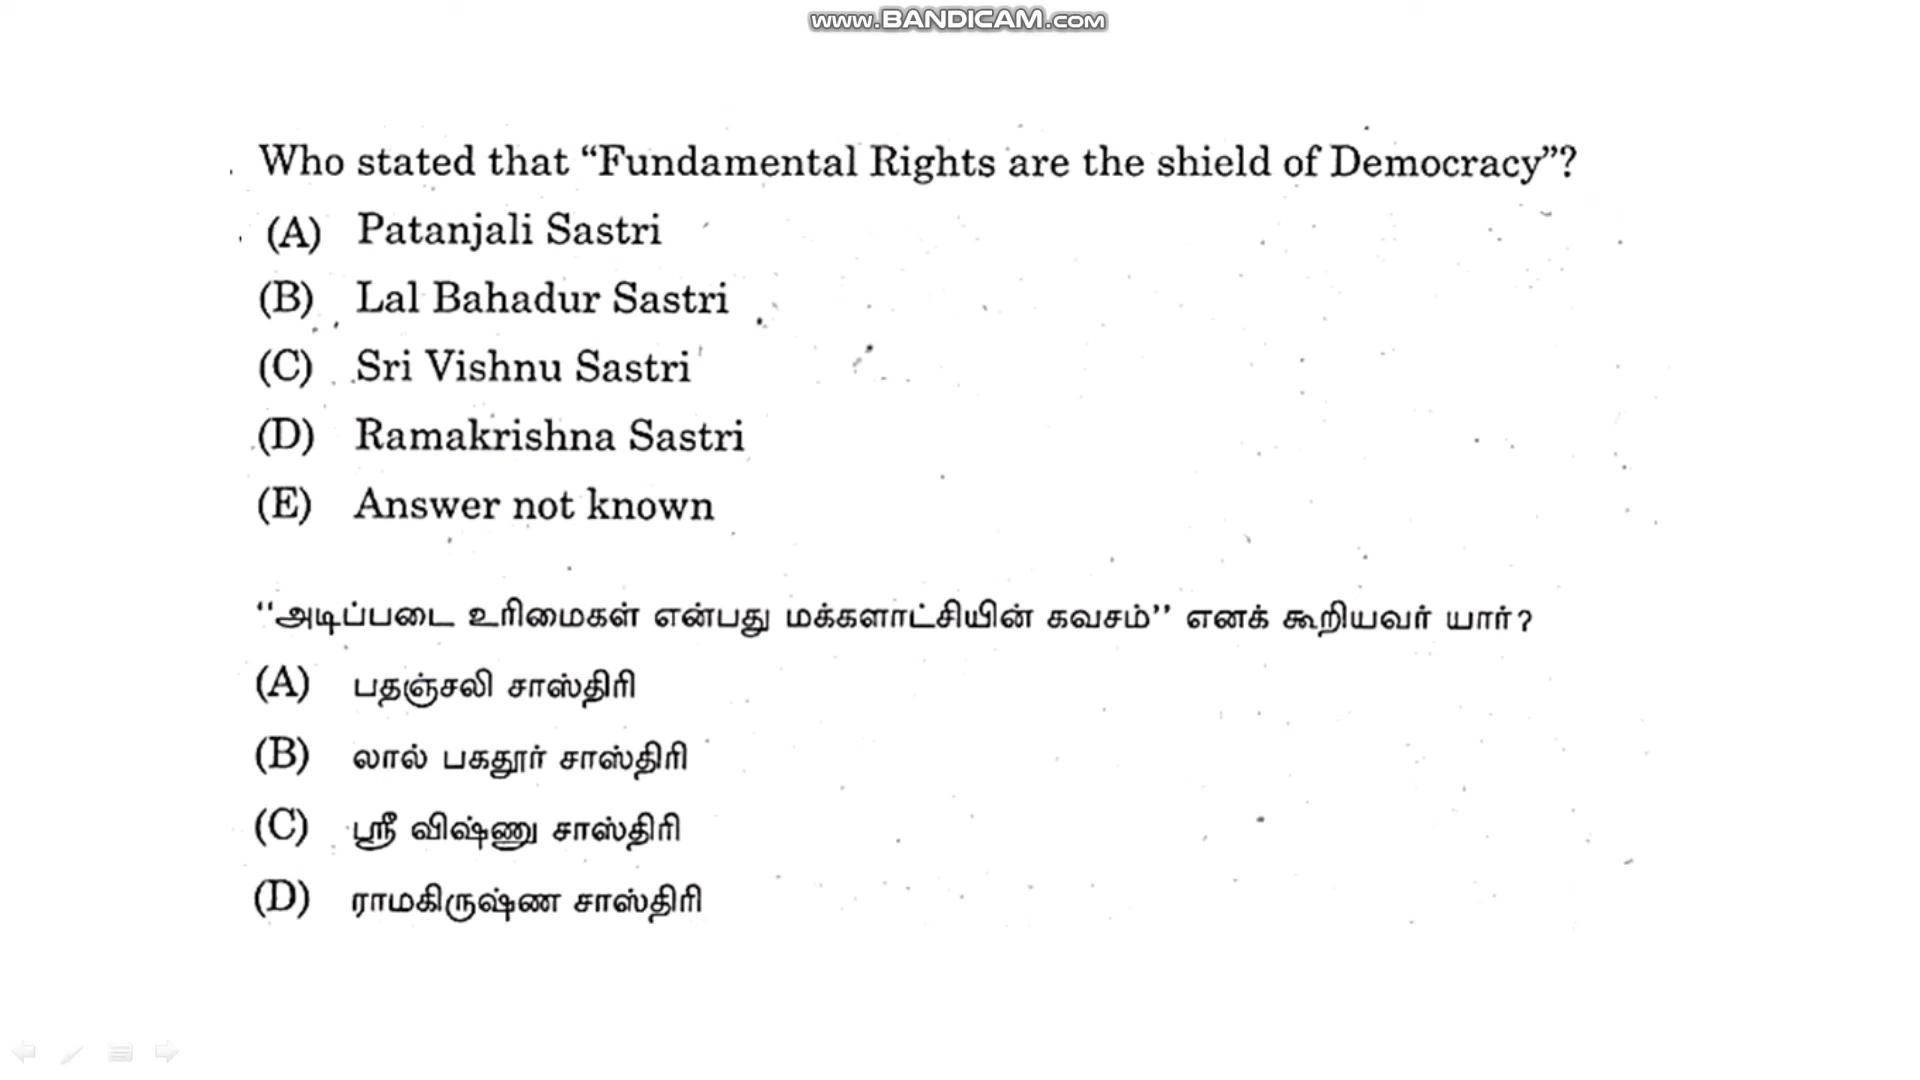 www.BANDICAM.com
Who stated that “Fundamental Rights are the shield of Democracy”?
(A) Patanjali Sastri
(B) Lal Bahadur Sastri
(C) Sri Vishnu Sastri
(D) Ramakrishna Sastri
(E) Answer not known
“அடிப்படை உரிமைகள் என்பது மக்களாட்சியின் கவசம்” எனக் கூறியவர் யார்?
(A) பதஞ்சலி சாஸ்திரி
(B) லால் பகதூர் சாஸ்திரி
(C) ஸ்ரீ விஷ்ணு சாஸ்திரி
(D) ராமகிருஷ்ண சாஸ்திரி